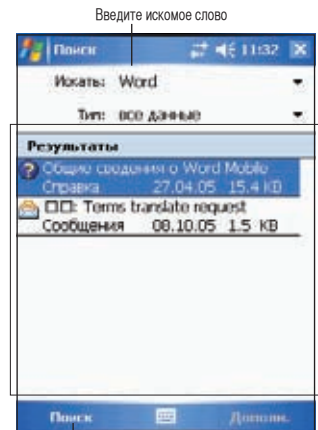 Введите искомое слово
Поиск 11:32
Искать: Word
Тип: все данные
Результаты
Общие сведения о Word Mobile
Справка 27.04.05 15.4 KB
□□: Terms translate request
Сообщения 08.10.05 1.5 KB
Поиск Дополн.